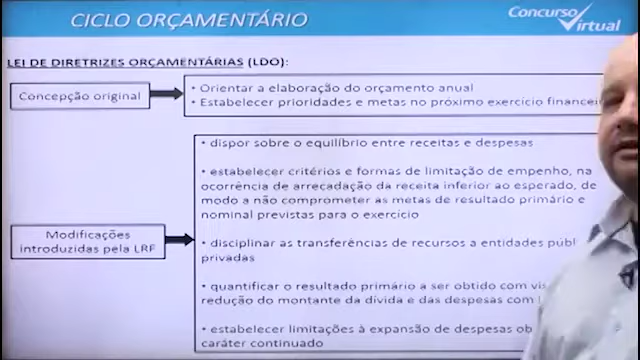 CICLO ORÇAMENTÁRIO
Concurso
Virtual
LEI DE DIRETRIZES ORÇAMENTÁRIAS (LDO):
Concepção original
• Orientar a elaboração do orçamento anual
• Estabelecer prioridades e metas no próximo exercício
• dispor sobre o equilíbrio entre receitas e despesas
• estabelecer critérios e formas de limitação de empenho, na
ocorrência de arrecadação da receita inferior ao esperado, de
modo a não comprometer as metas de resultado primário e
nominal previstas para o exercício
Modificações
introduzidas pela LRF
• disciplinar as transferências de recursos a entidades
privadas
• quantificar o resultado primário a ser obtido com
redução do montante da dívida e das despesas com
• estabelecer limitações à expansão de despesas
caráter continuado